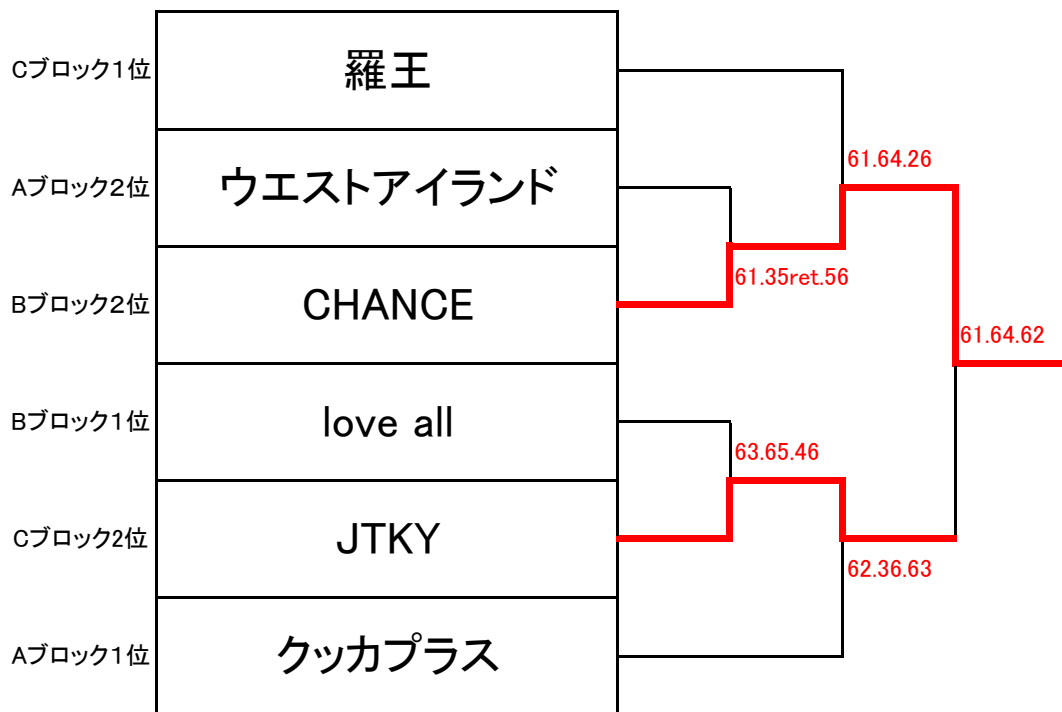 Cブロック１位
羅王
Aブロック２位
ウエストアイランド
61.64.26
Bブロック２位
CHANCE
61.35ret.56
61.64.62
Bブロック１位
love all
63.65.46
Cブロック2位
JTKY
62.36.63
Aブロック１位
クッカプラス